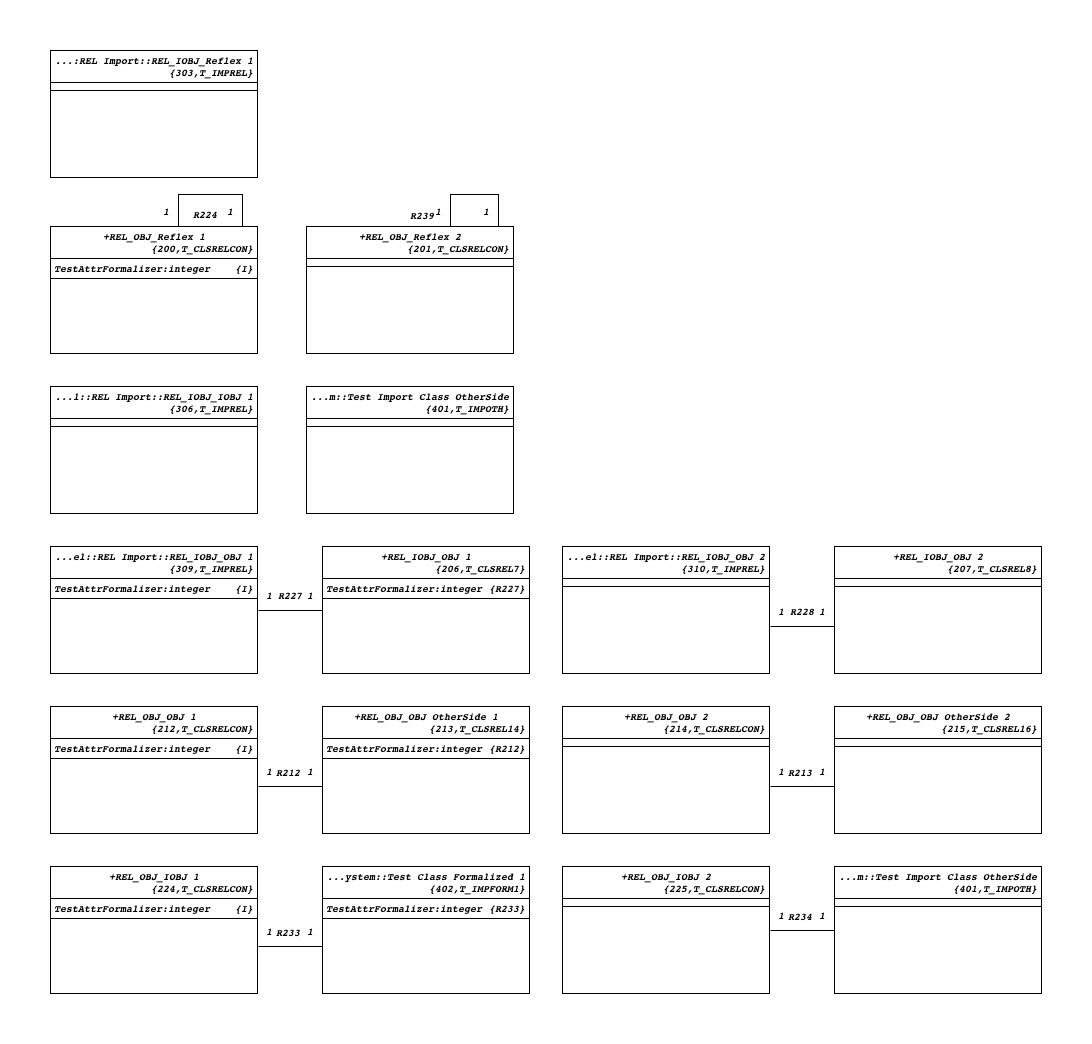 ...:REL Import::REL_IOBJ_Reflex 1
{303,T_IMPREL}
1 R224 1
R239 1 1
+REL_OBJ_Reflex 1
{200,T_CLSRELCON}
TestAttrFormalizer:integer {I}
+REL_OBJ_Reflex 2
{201,T_CLSRELCON}
...l::REL Import::REL_IOBJ_IOBJ 1
{306,T_IMPREL}
...m::Test Import Class OtherSide
{401,T_IMPOTH}
...el::REL Import::REL_IOBJ_OBJ 1
{309,T_IMPREL}
TestAttrFormalizer:integer {I}
1 R227 1
+REL_IOBJ_OBJ 1
{206,T_CLSREL7}
TestAttrFormalizer:integer {R227}
...el::REL Import::REL_IOBJ_OBJ 2
{310,T_IMPREL}
1 R228 1
+REL_IOBJ_OBJ 2
{207,T_CLSREL8}
+REL_OBJ_OBJ 1
{212,T_CLSRELCON}
TestAttrFormalizer:integer {I}
1 R212 1
+REL_OBJ_OBJ OtherSide 1
{213,T_CLSREL14}
TestAttrFormalizer:integer {R212}
+REL_OBJ_OBJ 2
{214,T_CLSRELCON}
1 R213 1
+REL_OBJ_OBJ OtherSide 2
{215,T_CLSREL16}
+REL_OBJ_IOBJ 1
{224,T_CLSRELCON}
TestAttrFormalizer:integer {I}
1 R233 1
...ystem::Test Class Formalized 1
{402,T_IMPFORM1}
TestAttrFormalizer:integer {R233}
+REL_OBJ_IOBJ 2
{225,T_CLSRELCON}
1 R234 1
...m::Test Import Class OtherSide
{401,T_IMPOTH}